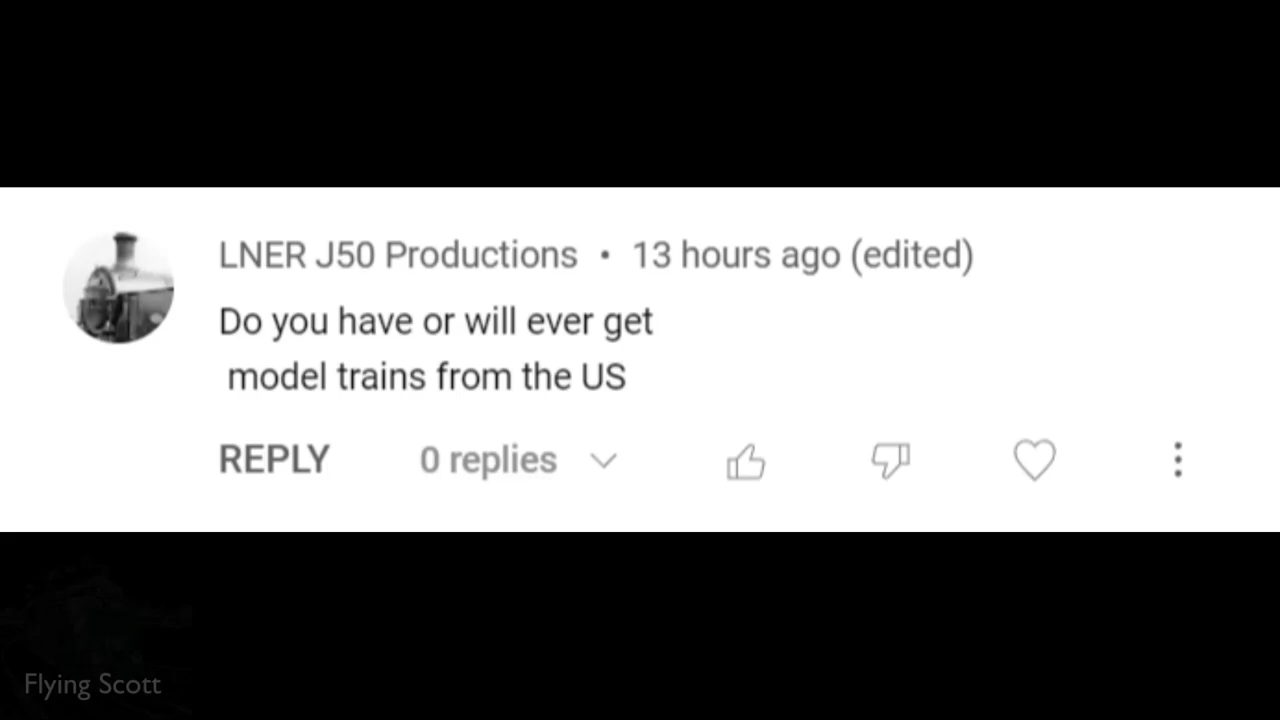 LNER J50 Productions • 13 hours ago (edited)
Do you have or will ever get
model trains from the US
REPLY 0 replies
Flying Scott